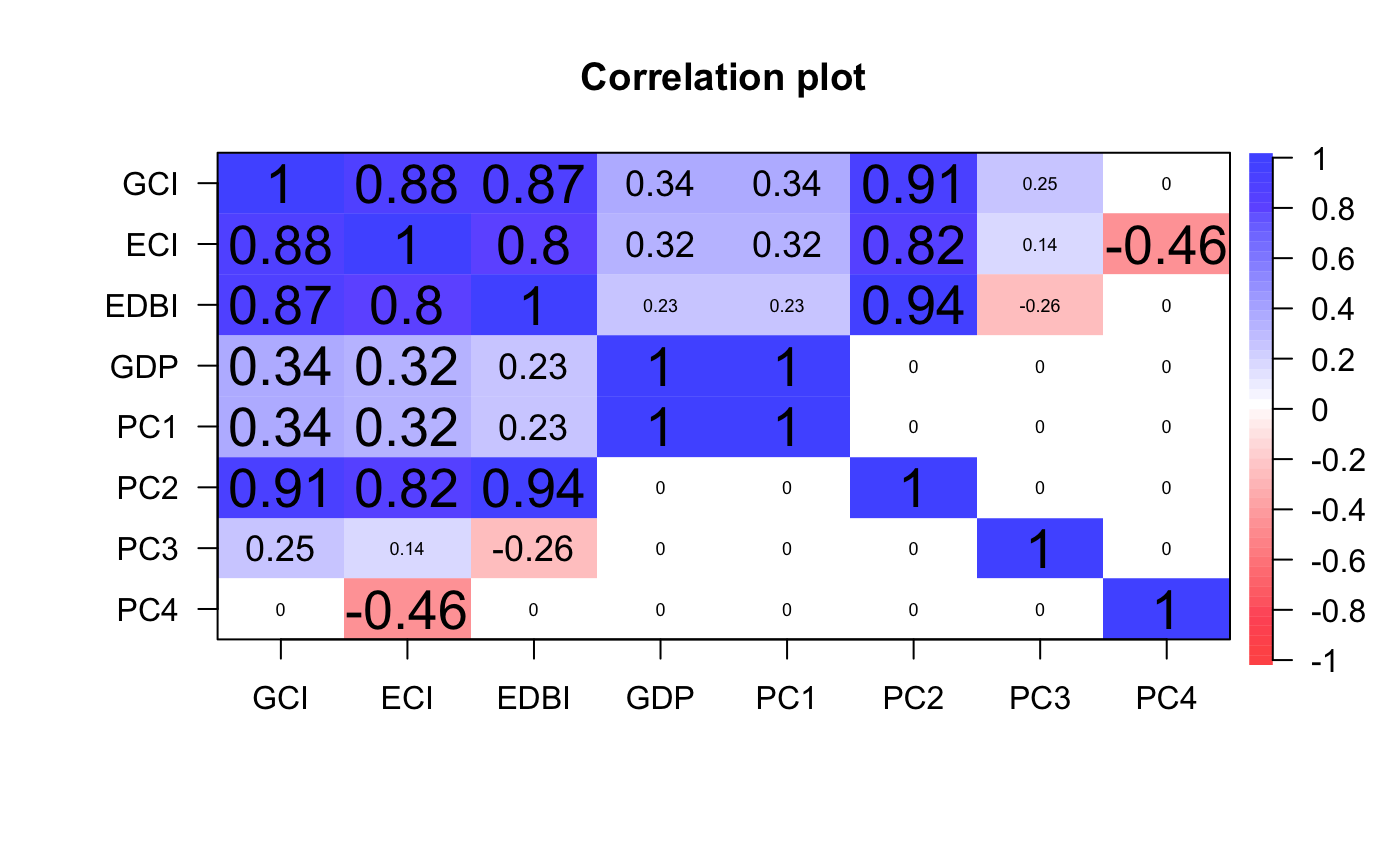 Correlation plot
GCI 1 0.88 0.87 0.34 0.34 0.91 0.25 0
ECI 0.88 1 0.8 0.32 0.32 0.82 0.14 -0.46
EDBI 0.87 0.8 1 0.23 0.23 0.94 -0.26 0
GDP 0.34 0.32 0.23 1 1 0 0 0
PC1 0.34 0.32 0.23 1 1 0 0 0
PC2 0.91 0.82 0.94 0 0 1 0 0
PC3 0.25 0.14 -0.26 0 0 0 1 0
PC4 0 -0.46 0 0 0 0 0 1
GCI ECI EDBI GDP PC1 PC2 PC3 PC4
1
0.8
0.6
0.4
0.2
0
-0.2
-0.4
-0.6
-0.8
-1